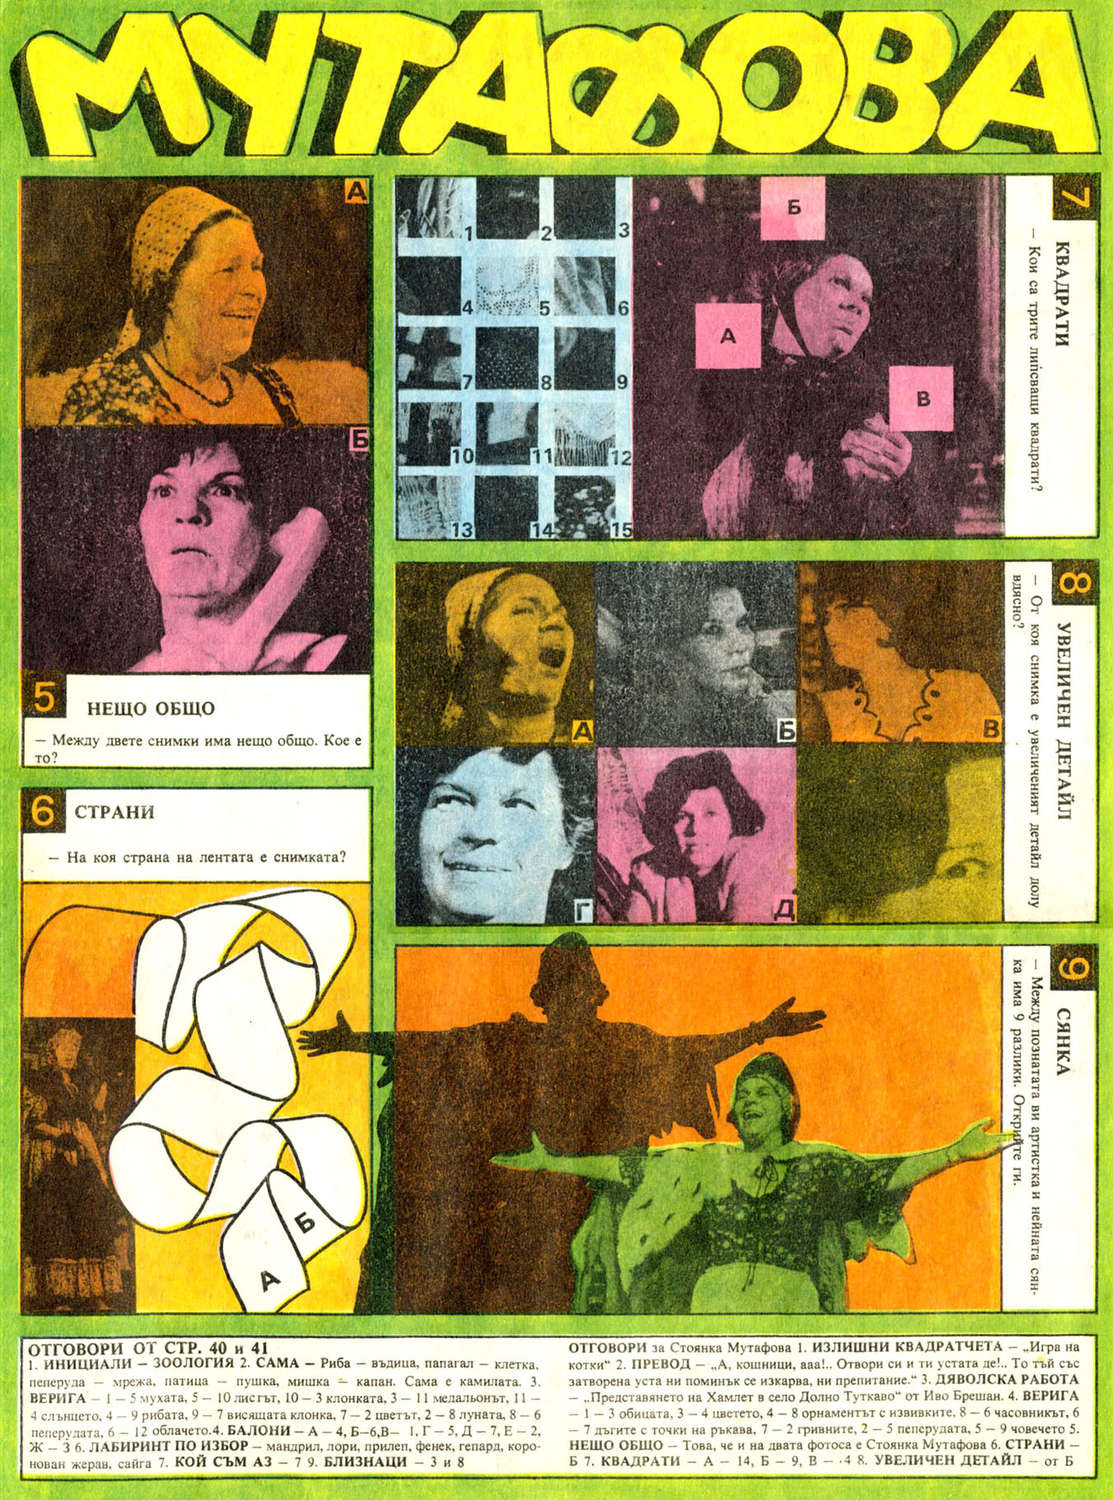 МУТАФОВА
А
Б
5
НЕЩО ОБЩО
— Между двете снимки има нещо общо. Кое е
то?
6
СТРАНИ
— На коя страна на лентата е снимката?
Б
А
7
КВАДРАТИ
— Кои са трите липсващи квадрати?
1
2
3
4
5
6
7
8
9
10
11
12
13
14
15
Б
А
В
8
УВЕЛИЧЕН ДЕТАЙЛ
— От коя снимка е увеличеният детайл долу
вдясно?
А
Б
В
Г
Д
9
СЯНКА
— Между познатата ви артистка и нейната сян-
ка има 9 разлики. Открийте ги.
ОТГОВОРИ ОТ СТР. 40 и 41
1. ИНИЦИАЛИ — ЗООЛОГИЯ 2. САМА — Риба — въдица, папагал — клетка,
пеперуда — мрежа, патица — пушка, мишка — капан. Сама е камилата. 3.
ВЕРИГА — 1 — 5 мухата, 5 — 10 листът, 10 — 3 клонката, 3 — 11 медальонът, 11 —
4 слънцето, 4 — 9 рибата, 9 — 7 висящата клонка, 7 — 2 цветът, 2 — 8 луната, 8 — 6
пеперудата, 6 — 12 облачето. 4. БАЛОНИ — А — 4, Б—6, В— 1, Г — 5, Д — 7, Е — 2,
Ж — 3 6. ЛАБИРИНТ ПО ИЗБОР — мандрил, лори, прилеп, фенек, гепард, коро-
нован жерав, сайга 7. КОЙ СЪМ АЗ — 7 9. БЛИЗНАЦИ — 3 и 8
ОТГОВОРИ за Стоянка Мутафова 1. ИЗЛИШНИ КВАДРАТЧЕТА — „Игра на
котки“ 2. ПРЕВОД — „А, кошници, ааа!.. Отвори си и ти устата де!.. То тъй със
затворена уста ни поминък се изкарва, ни препитание.“ 3. ДЯВОЛСКА РАБОТА
— „Представянето на Хамлет в село Долно Туткаво“ от Иво Брешан. 4. ВЕРИГА
— 1 — 3 обицата, 3 — 4 цветето, 4 — 8 орнаментът с извивките, 8 — 6 часовникът, 6
— 7 дъгите с точки на ръкава, 7 — 2 гривните, 2 — 5 пеперудата, 5 — 9 човечето 5.
НЕЩО ОБЩО — Това, че и на двата фотоса е Стоянка Мутафова 6. СТРАНИ —
Б 7. КВАДРАТИ — А — 14, Б — 9, В — 4 8. УВЕЛИЧЕН ДЕТАЙЛ — от Б